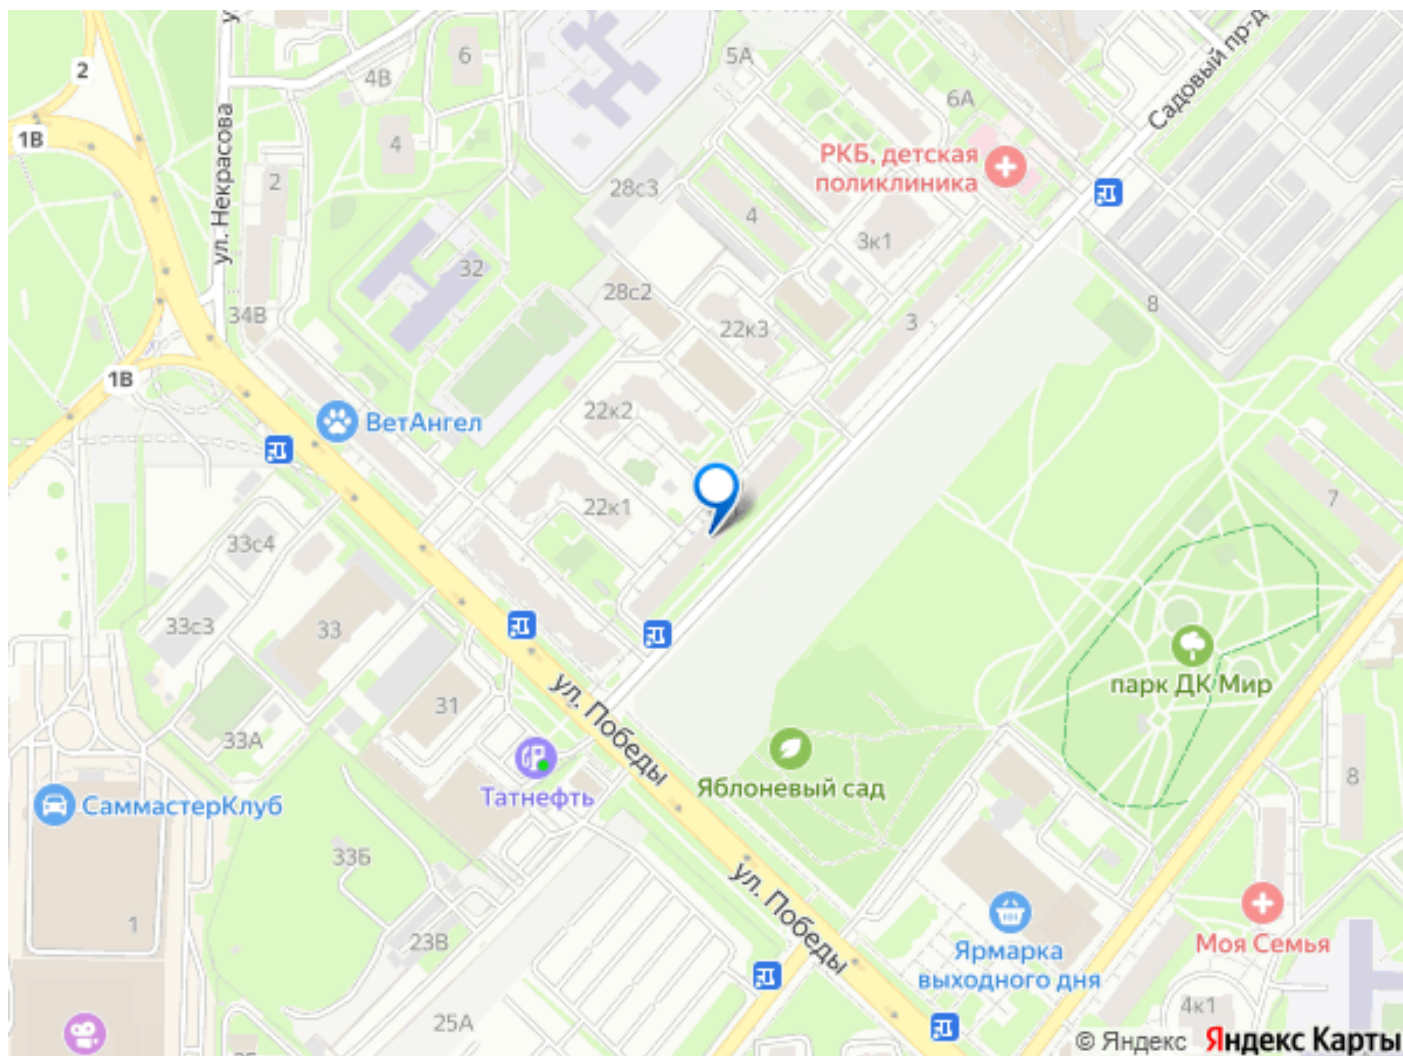 2
1В
ул. Некрасова
6
4В
4
5А
6А
Садовый пр-д
РКБ, детская
поликлиника
2
28с3
4
3к1
32
28с2
22к3
3
8
34В
1В
ВетАнгел
22к2
22к1
7
33с4
33с3
33
31
33А
ул. Победы
парк ДК Мир
Татнефть
Яблоневый сад
СаммастерКлуб
33Б
8
1
23В
ул. Победы
Ярмарка
выходного дня
Моя Семья
25А
4к1
© Яндекс Яндекс Карты